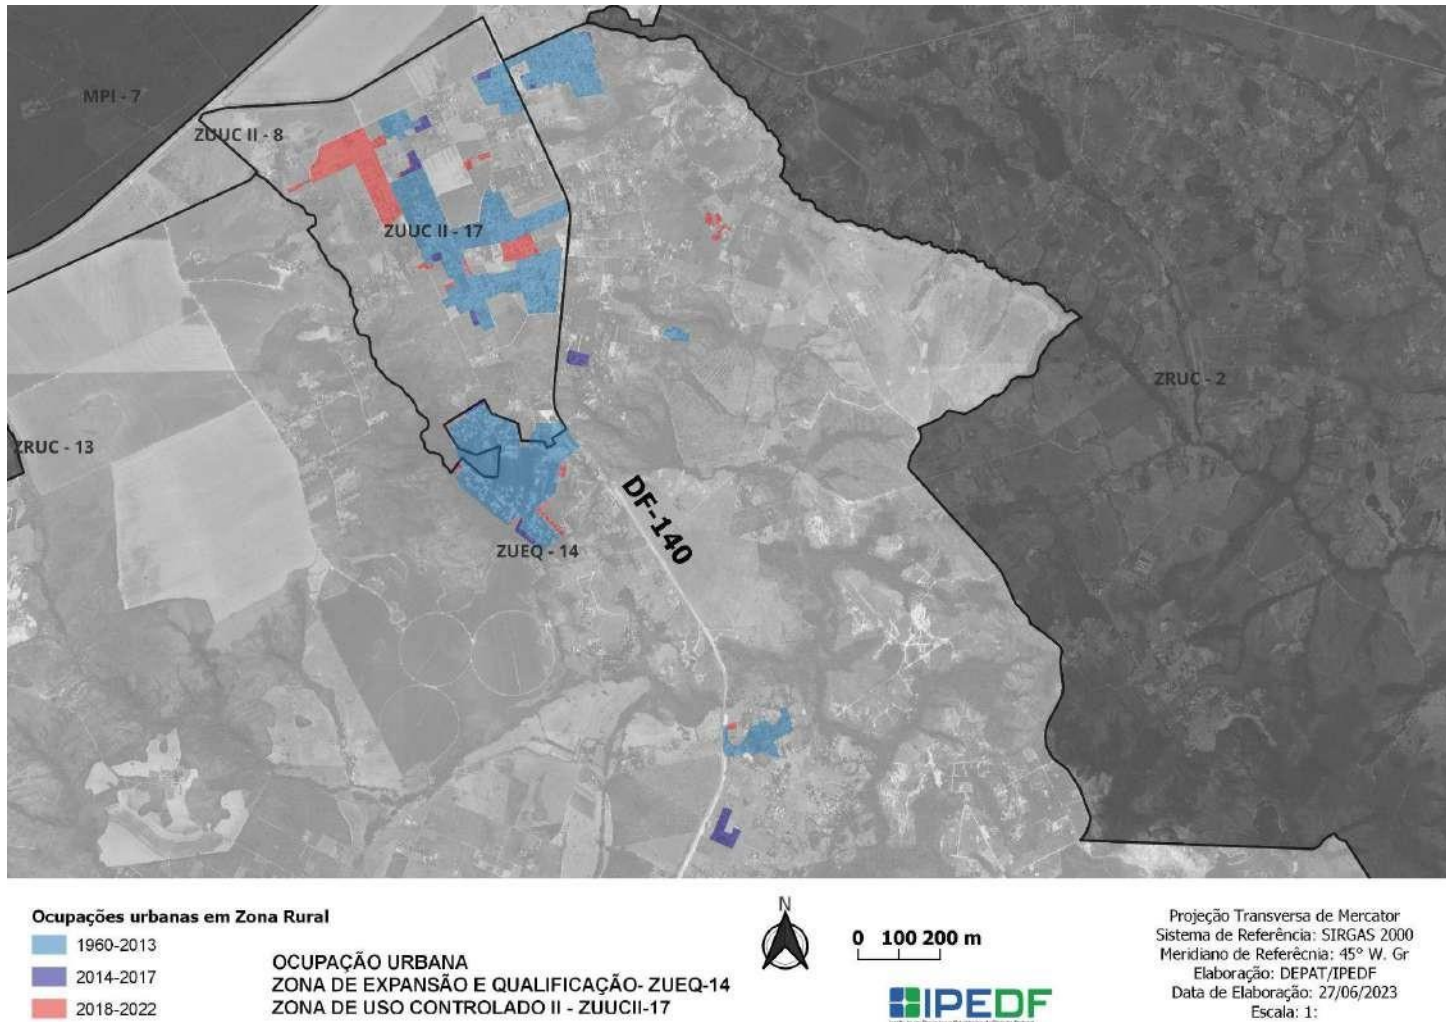 MPI - 7
ZUUC II - 8
ZUUC II - 17
ZRUC - 2
ZRUC - 13
DF-140
ZUEQ - 14
Ocupações urbanas em Zona Rural
1960-2013
2014-2017
2018-2022
OCUPAÇÃO URBANA
ZONA DE EXPANSÃO E QUALIFICAÇÃO- ZUEQ-14
ZONA DE USO CONTROLADO II - ZUUCII-17
N
0 100 200 m
IPEDF
Projeção Transversa de Mercator
Sistema de Referência: SIRGAS 2000
Meridiano de Referêcnia: 45° W. Gr
Elaboração: DEPAT/IPEDF
Data de Elaboração: 27/06/2023
Escala: 1: